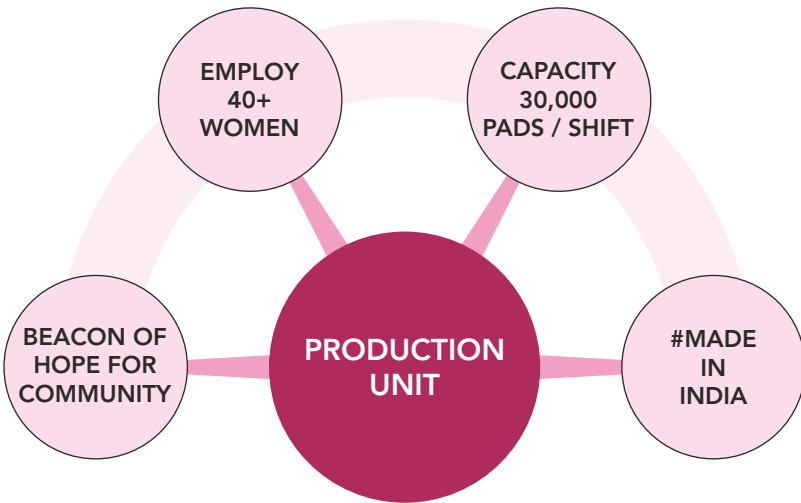 EMPLOY
40+
WOMEN
CAPACITY
30,000
PADS / SHIFT
BEACON OF
HOPE FOR
COMMUNITY
PRODUCTION
UNIT
#MADE
IN
INDIA